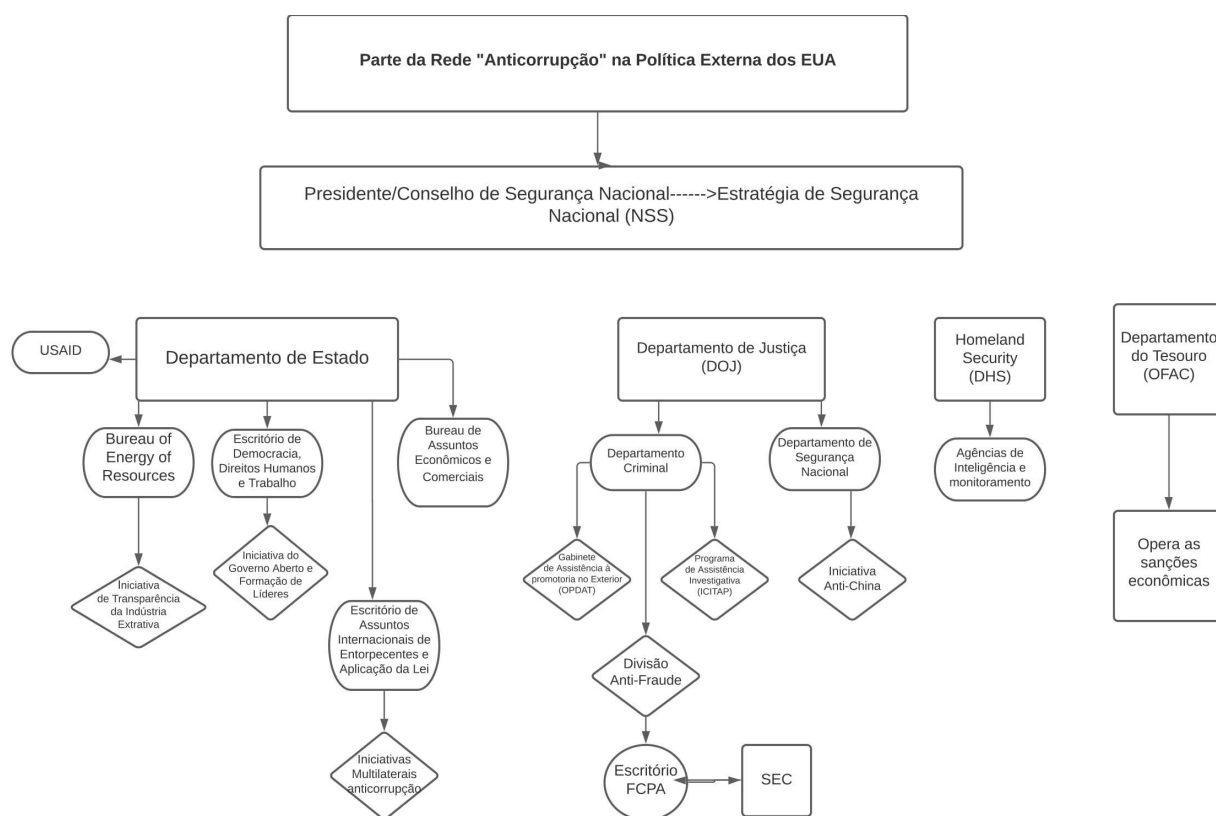 Parte da Rede "Anticorrupção" na Política Externa dos EUA
Presidente/Conselho de Segurança Nacional------>Estratégia de Segurança
Nacional (NSS)
USAID
Departamento de Estado
Departamento de Justiça
(DOJ)
Homeland
Security
(DHS)
Departamento
do Tesouro
(OFAC)
Bureau of
Energy of
Resources
Escritório de
Democracia,
Direitos Humanos
e Trabalho
Bureau de
Assuntos
Econômicos e
Comerciais
Departamento
Criminal
Departamento de
Segurança
Nacional
Agências de
Inteligência e
monitoramento
Iniciativa
de Transparência
da Indústria
Extrativa
Iniciativa do
Governo Aberto e
Formação de
Líderes
Escritório de
Assuntos
Internacionais de
Entorpecentes e
Aplicação da Lei
Gabinete
de Assistência à
promotoria no Exterior
(OPDAT)
Programa
de Assistência
Investigativa
(ICITAP)
Iniciativa
Anti-China
Opera as
sanções
econômicas
Divisão
Anti-Fraude
Iniciativas
Multilaterais
anticorrupção
Escritório
FCPA
SEC